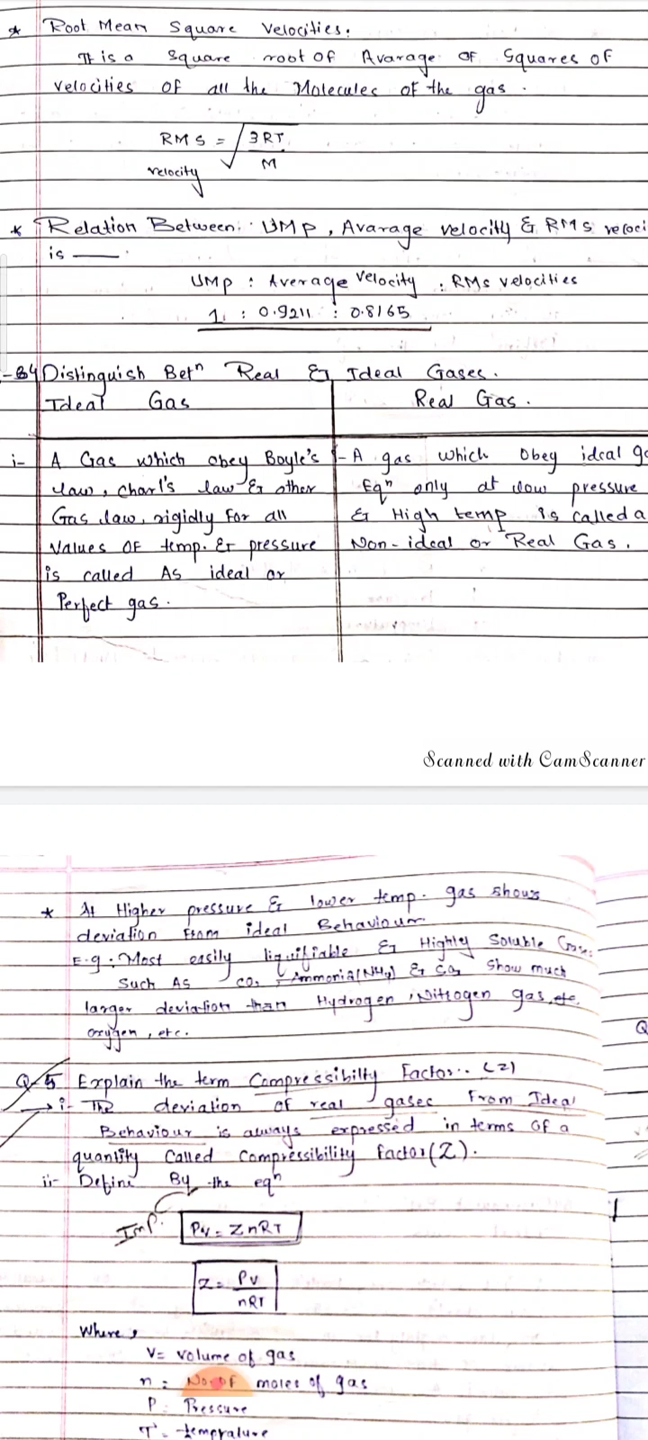 * Root Mean Square Velocities.
It is a Square root of Avarage of Squares of
velocities of all the Molecules of the gas.
RMS = √3RT
velocity M
* Relation Between UMP, Avarage velocity & RMS veloci
is ——.
UMp : Average Velocity : RMS velocities
1 : 0.9211 : 0.8165
Distinguish Betⁿ Real & Ideal Gases.
Ideal Gas Real Gas.
i- A Gas which obey Boyle's i- A gas which obey ideal g
law, charl's law & other Eqⁿ only at low pressure
Gas law, rigidly For all & High temp is called a
Values OF temp. & pressure Non-ideal or Real Gas.
is called As ideal or
Perfect gas.
Scanned with CamScanner
* At Higher pressure & lower temp. gas shows
deviation from ideal Behaviour
E.g : Most easily liquifiable & Highly Soluble
Such As CO₂, Ammonia(NH₃) & SO₂ Show much
larger deviation than Hydrogen, Nitrogen gas, etc.
oxygen, etc.
Q-5 Explain the term Compressibilty Factor.. (Z)
→ i- The deviation of real gases From Ideal
Behaviour is always expressed in terms of a
quantity Called Compressibility factor(Z).
ii- Define By the eqⁿ
Imp. PV = ZnRT
Z = PV
nRT
Where,
V= volume of gas
n = No. of moles of gas
P = Pressure
T = temprature